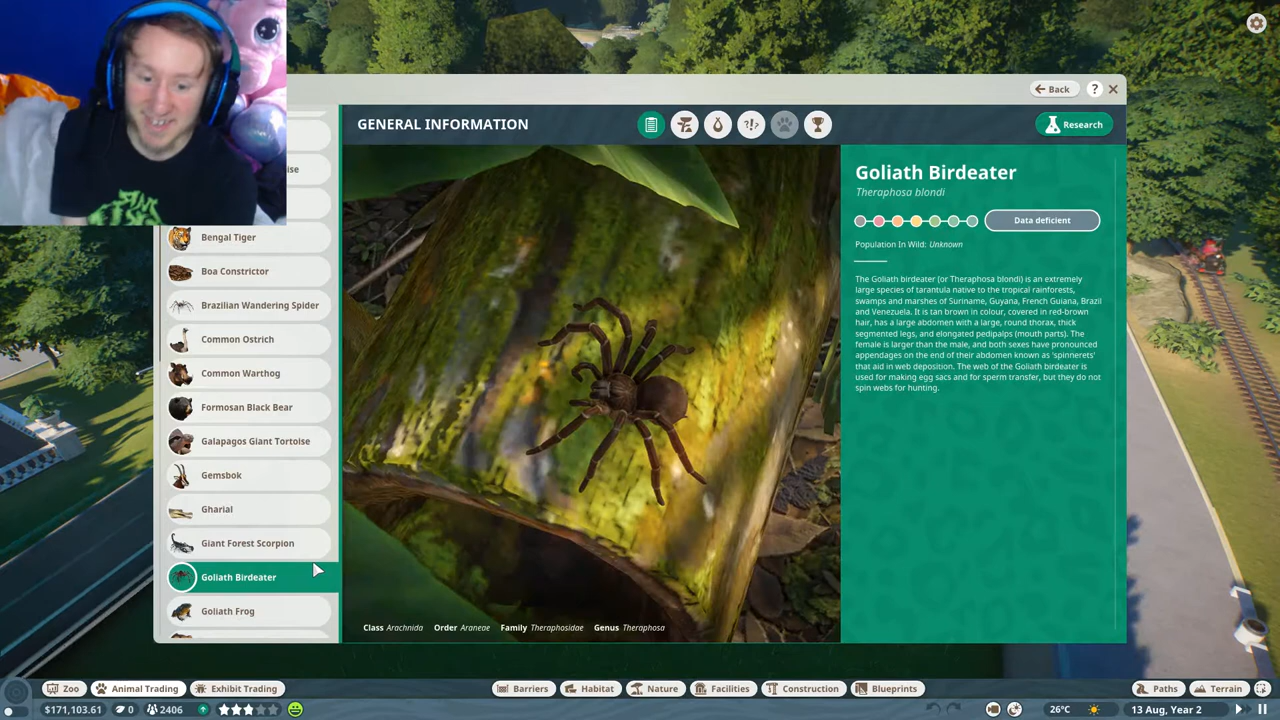 Back
?
GENERAL INFORMATION
?!?
Research
ise
Bengal Tiger
Boa Constrictor
Brazilian Wandering Spider
Common Ostrich
Common Warthog
Formosan Black Bear
Galapagos Giant Tortoise
Gemsbok
Gharial
Giant Forest Scorpion
Goliath Birdeater
Goliath Frog
Goliath Birdeater
Theraphosa blondi
Data deficient
Population In Wild: Unknown
The Goliath birdeater (or Theraphosa blondi) is an extremely
large species of tarantula native to the tropical rainforests,
swamps and marshes of Suriname, Guyana, French Guiana, Brazil
and Venezuela. It is tan brown in colour, covered in red-brown
hair, has a large abdomen with a large, round thorax, thick
segmented legs, and elongated pedipalps (mouth parts). The
female is larger than the male, and both sexes have pronounced
appendages on the end of their abdomen known as 'spinnerets'
that aid in web deposition. The web of the Goliath birdeater is
used for making egg sacs and for sperm transfer, but they do not
spin webs for hunting.
Class Arachnida Order Araneae Family Theraphosidae Genus Theraphosa
Zoo Animal Trading Exhibit Trading Barriers Habitat Nature Facilities Construction Blueprints Paths Terrain
$171,103.61 0 2406 26°C 13 Aug, Year 2